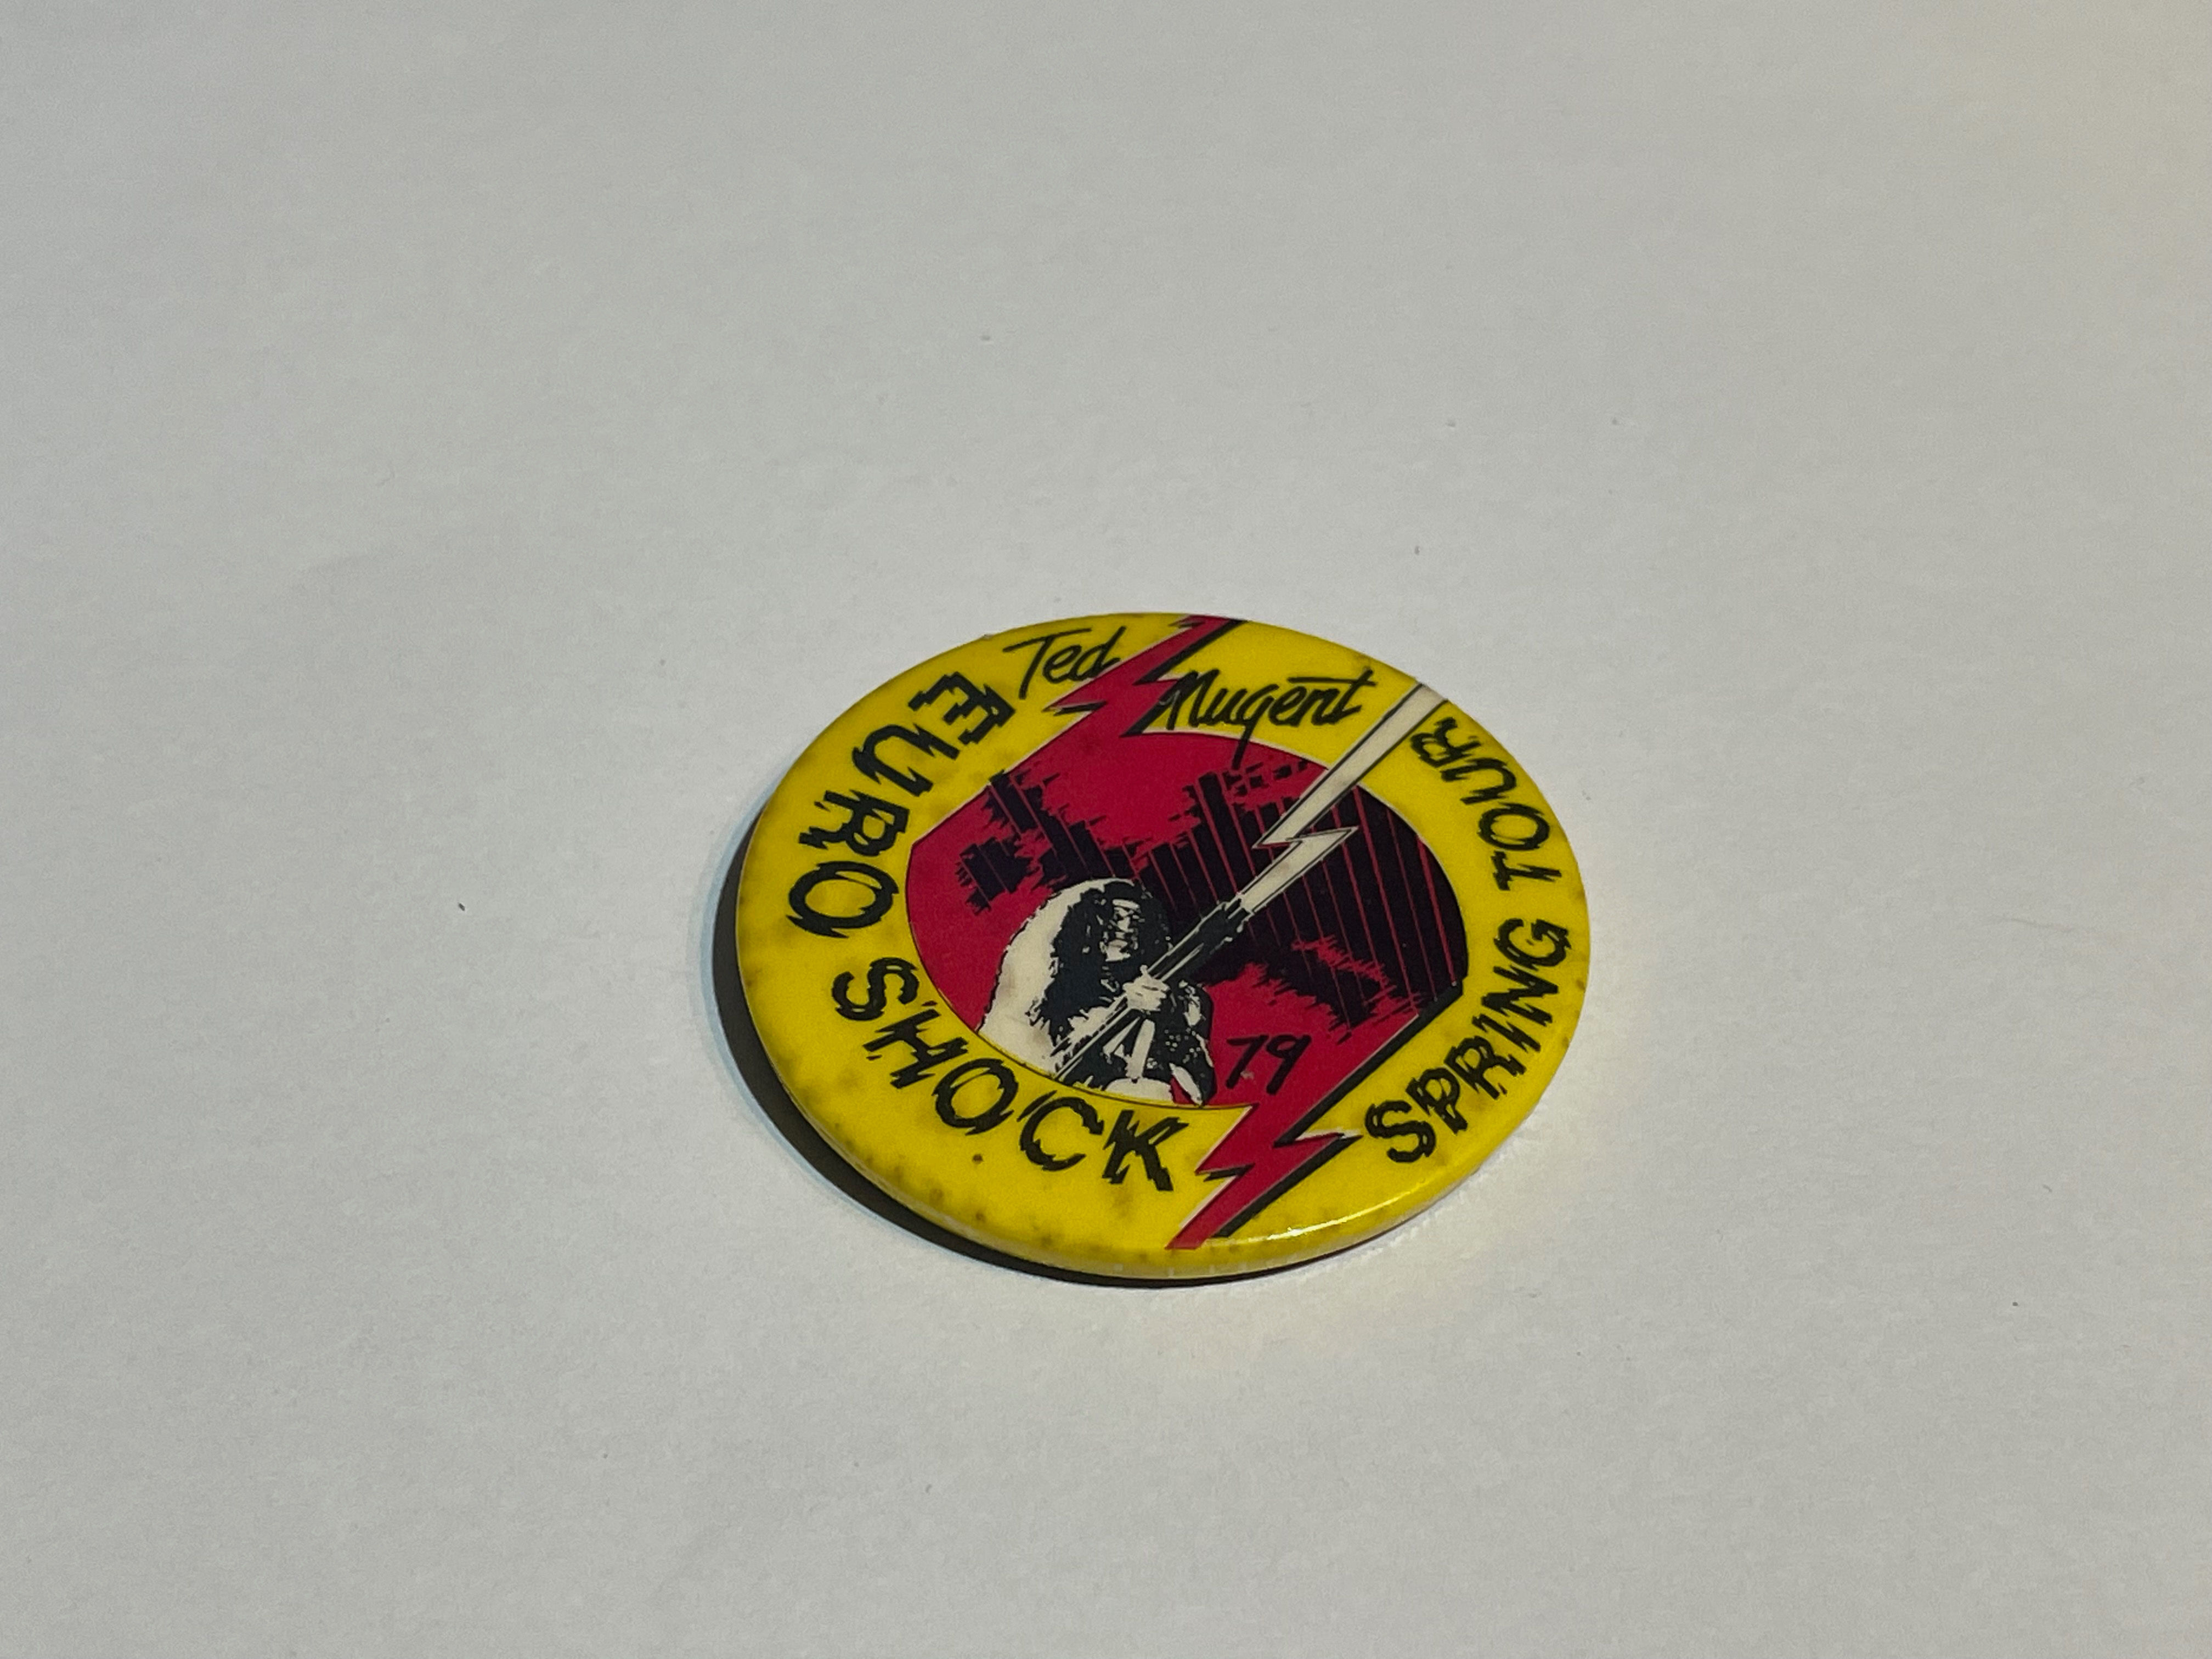 Ted Nugent
EURO SHOCK
SPRING TOUR
79